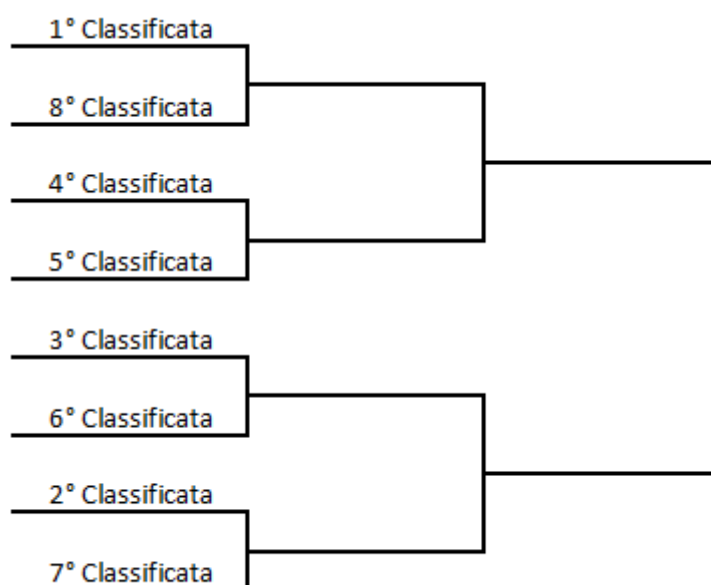 1° Classificata
8° Classificata
4° Classificata
5° Classificata
3° Classificata
6° Classificata
2° Classificata
7° Classificata